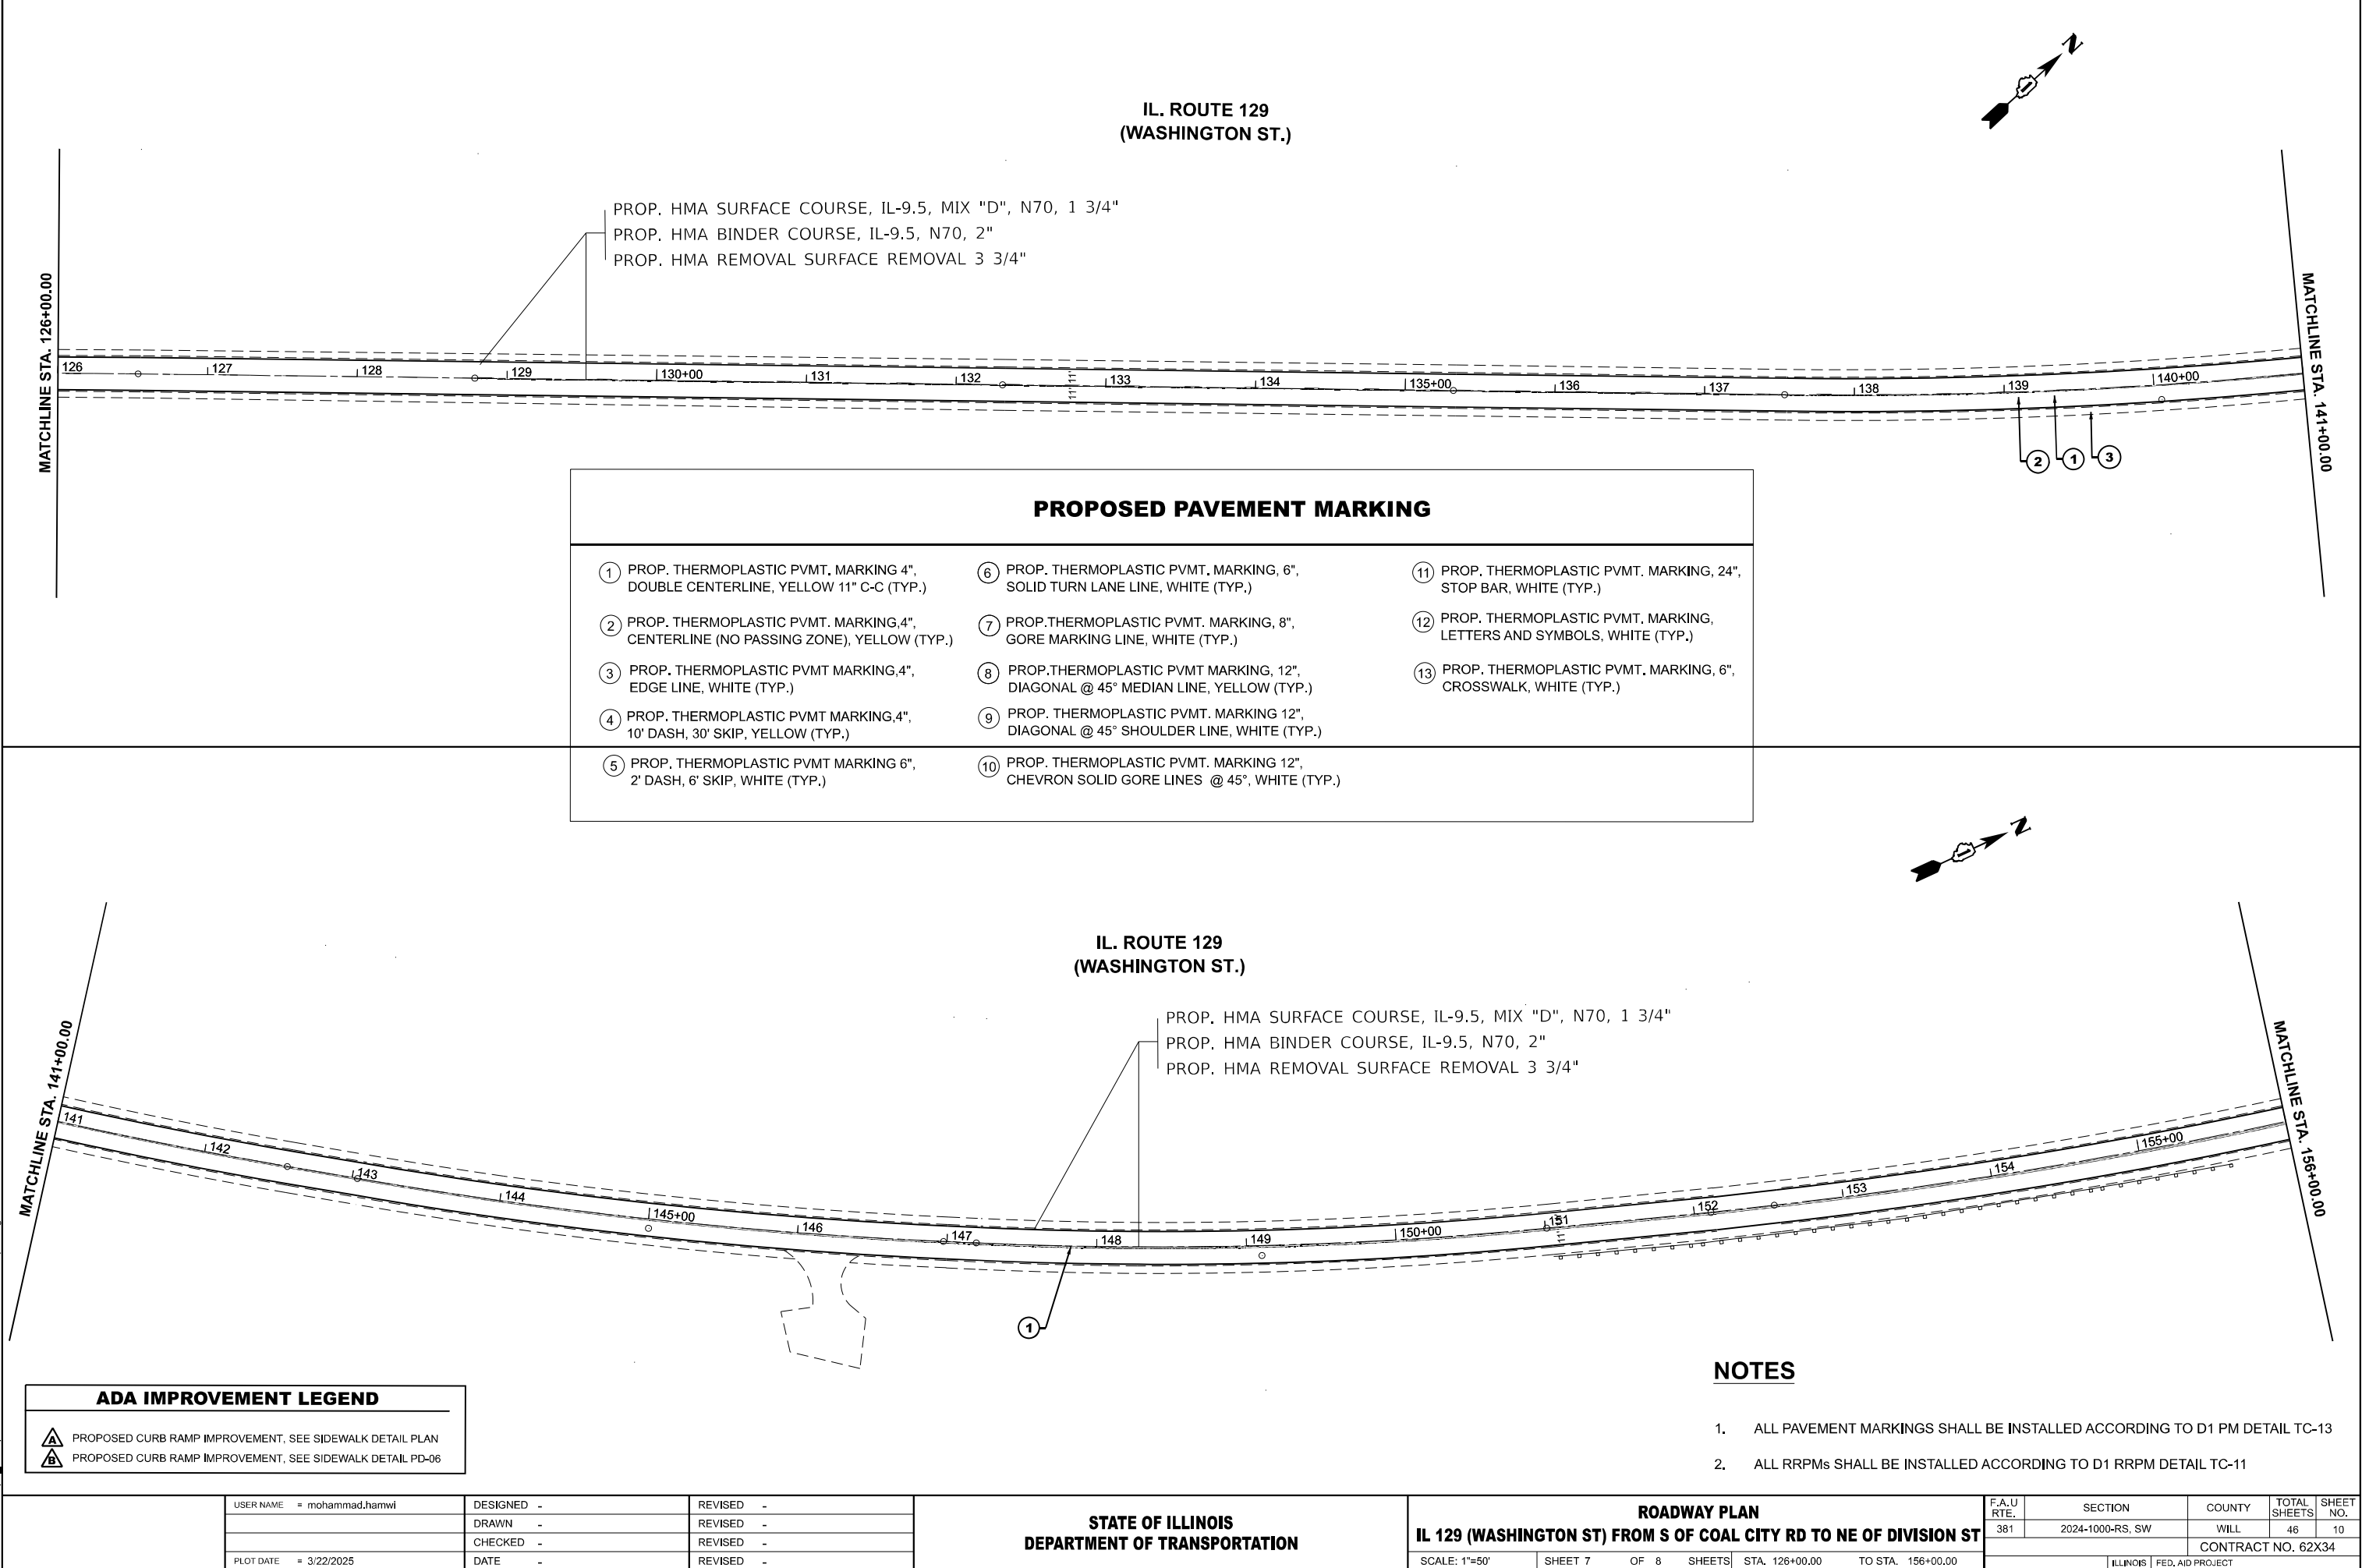 N
IL. ROUTE 129
(WASHINGTON ST.)
PROP. HMA SURFACE COURSE, IL-9.5, MIX "D", N70, 1 3/4"
PROP. HMA BINDER COURSE, IL-9.5, N70, 2"
PROP. HMA REMOVAL SURFACE REMOVAL 3 3/4"
MATCHLINE STA. 126+00.00
126
127
128
129
130+00
131
132
133
134
135+00
136
137
138
139
140+00
MATCHLINE STA. 141+00.00
2
1
3
PROPOSED PAVEMENT MARKING
1 PROP. THERMOPLASTIC PVMT. MARKING 4",
DOUBLE CENTERLINE, YELLOW 11" C-C (TYP.)
2 PROP. THERMOPLASTIC PVMT. MARKING,4",
CENTERLINE (NO PASSING ZONE), YELLOW (TYP.)
3 PROP. THERMOPLASTIC PVMT MARKING,4",
EDGE LINE, WHITE (TYP.)
4 PROP. THERMOPLASTIC PVMT MARKING,4",
10' DASH, 30' SKIP, YELLOW (TYP.)
5 PROP. THERMOPLASTIC PVMT MARKING 6",
2' DASH, 6' SKIP, WHITE (TYP.)
6 PROP. THERMOPLASTIC PVMT. MARKING, 6",
SOLID TURN LANE LINE, WHITE (TYP.)
7 PROP.THERMOPLASTIC PVMT. MARKING, 8",
GORE MARKING LINE, WHITE (TYP.)
8 PROP.THERMOPLASTIC PVMT MARKING, 12",
DIAGONAL @ 45° MEDIAN LINE, YELLOW (TYP.)
9 PROP. THERMOPLASTIC PVMT. MARKING 12",
DIAGONAL @ 45° SHOULDER LINE, WHITE (TYP.)
10 PROP. THERMOPLASTIC PVMT. MARKING 12",
CHEVRON SOLID GORE LINES @ 45°, WHITE (TYP.)
11 PROP. THERMOPLASTIC PVMT. MARKING, 24",
STOP BAR, WHITE (TYP.)
12 PROP. THERMOPLASTIC PVMT. MARKING,
LETTERS AND SYMBOLS, WHITE (TYP.)
13 PROP. THERMOPLASTIC PVMT. MARKING, 6",
CROSSWALK, WHITE (TYP.)
N
IL. ROUTE 129
(WASHINGTON ST.)
PROP. HMA SURFACE COURSE, IL-9.5, MIX "D", N70, 1 3/4"
PROP. HMA BINDER COURSE, IL-9.5, N70, 2"
PROP. HMA REMOVAL SURFACE REMOVAL 3 3/4"
MATCHLINE STA. 141+00.00
141
142
143
144
145+00
146
147
148
149
150+00
151
152
153
154
155+00
MATCHLINE STA. 156+00.00
1
ADA IMPROVEMENT LEGEND
A PROPOSED CURB RAMP IMPROVEMENT, SEE SIDEWALK DETAIL PLAN
B PROPOSED CURB RAMP IMPROVEMENT, SEE SIDEWALK DETAIL PD-06
NOTES
1. ALL PAVEMENT MARKINGS SHALL BE INSTALLED ACCORDING TO D1 PM DETAIL TC-13
2. ALL RRPMs SHALL BE INSTALLED ACCORDING TO D1 RRPM DETAIL TC-11
USER NAME = mohammad.hamwi
PLOT DATE = 3/22/2025
DESIGNED -
DRAWN -
CHECKED -
DATE -
REVISED -
REVISED -
REVISED -
REVISED -
STATE OF ILLINOIS
DEPARTMENT OF TRANSPORTATION
ROADWAY PLAN
IL 129 (WASHINGTON ST) FROM S OF COAL CITY RD TO NE OF DIVISION ST
SCALE: 1"=50' SHEET 7 OF 8 SHEETS STA. 126+00.00 TO STA. 156+00.00
F.A.U RTE. SECTION COUNTY TOTAL SHEETS SHEET NO.
381 2024-1000-RS, SW WILL 46 10
CONTRACT NO. 62X34
ILLINOIS FED. AID PROJECT